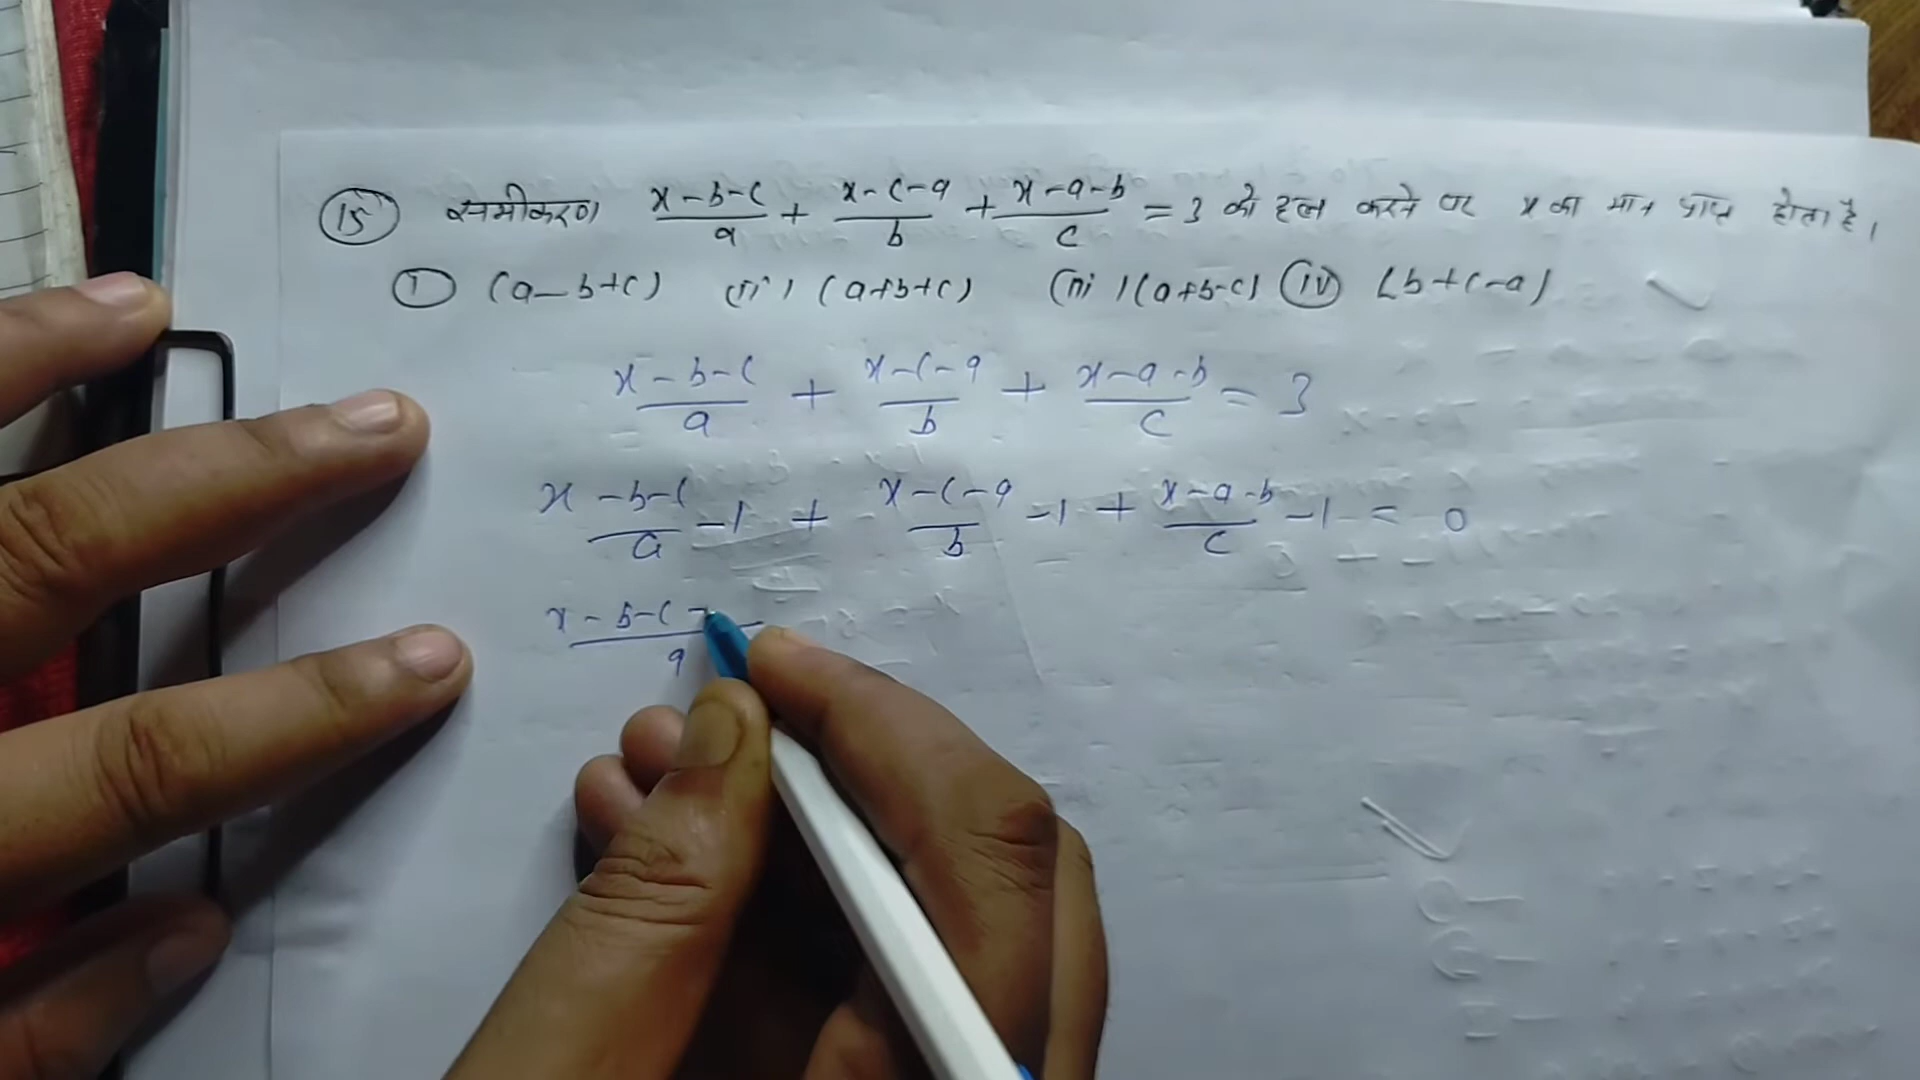 15 समीकरण x-b-c/a + x-c-a/b + x-a-b/c = 3 को हल करने पर x का मान प्राप्त होता है।
(i) (a-b+c) (ii) (a+b+c) (iii) (a+b-c) (iv) (b+c-a)
x-b-c/a + x-c-a/b + x-a-b/c = 3
x-b-c/a -1 + x-c-a/b -1 + x-a-b/c -1 = 0
x-b-c-/a